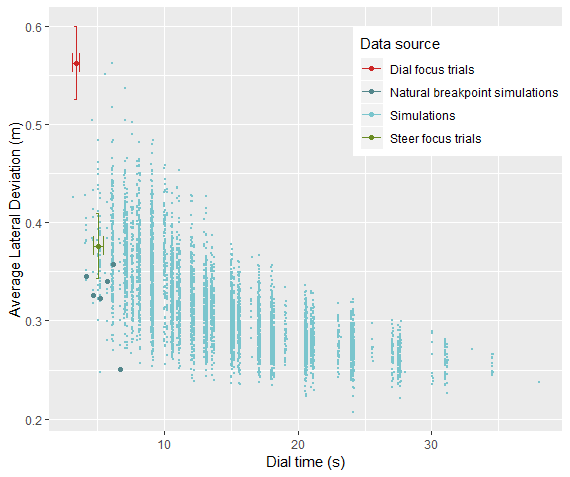 0.6
0.5
0.4
0.3
0.2
Average Lateral Deviation (m)
Data source
Dial focus trials
Natural breakpoint simulations
Simulations
Steer focus trials
10
20
30
Dial time (s)